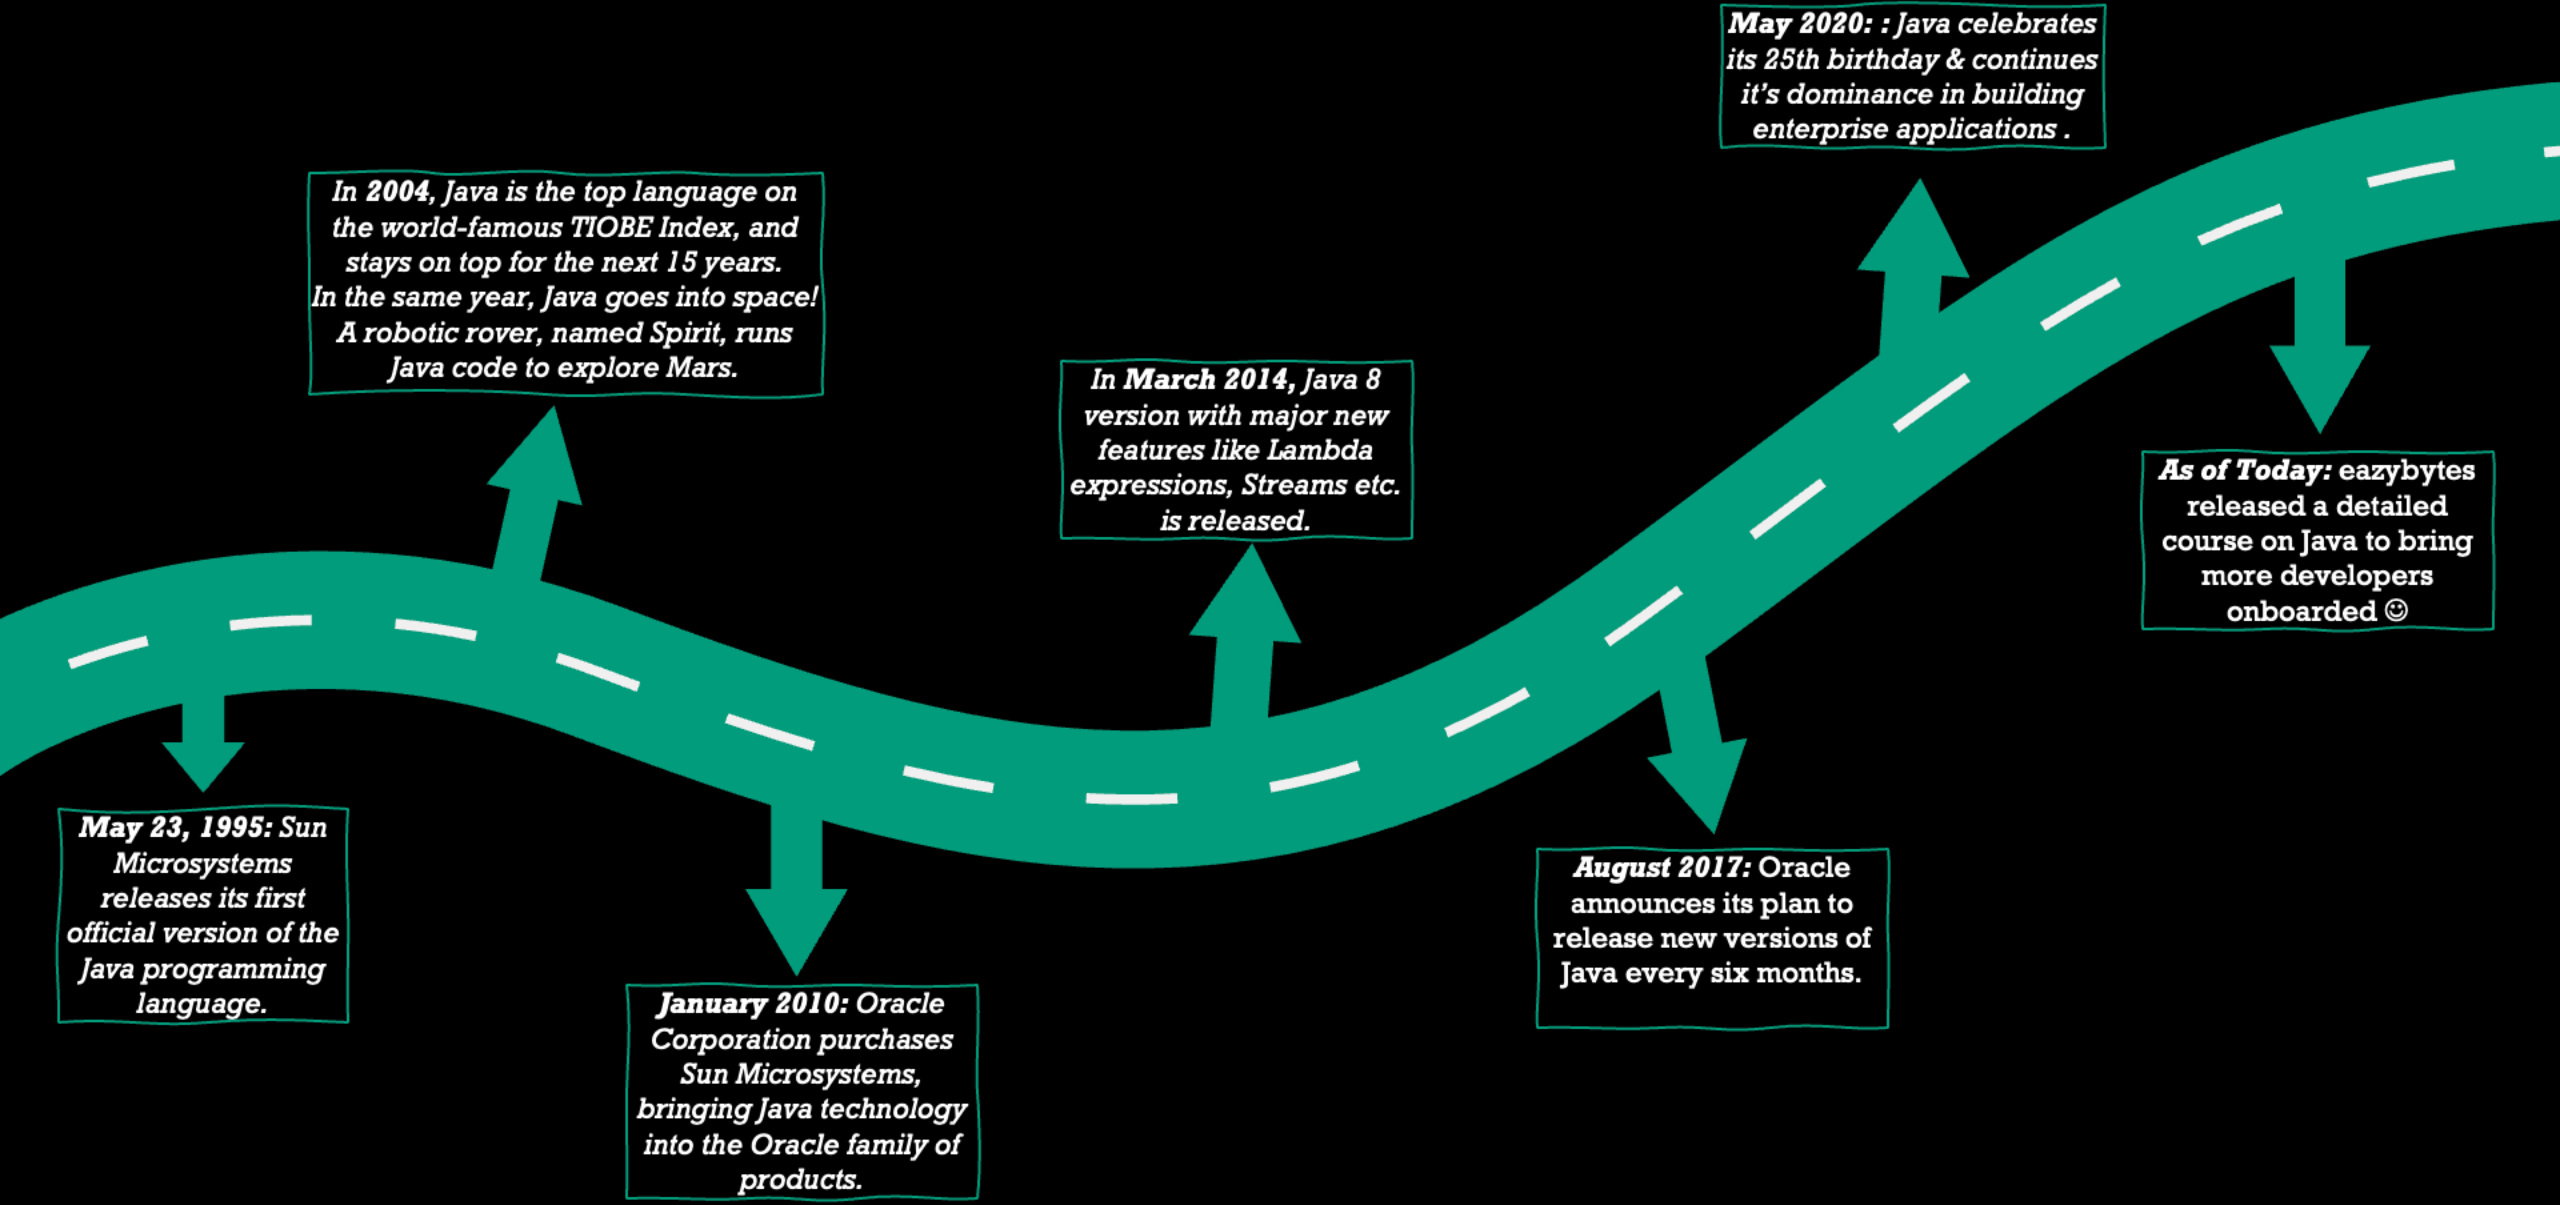 May 23, 1995: Sun
Microsystems
releases its first
official version of the
Java programming
language.
In 2004, Java is the top language on
the world-famous TIOBE Index, and
stays on top for the next 15 years.
In the same year, Java goes into space!
A robotic rover, named Spirit, runs
Java code to explore Mars.
January 2010: Oracle
Corporation purchases
Sun Microsystems,
bringing Java technology
into the Oracle family of
products.
In March 2014, Java 8
version with major new
features like Lambda
expressions, Streams etc.
is released.
August 2017: Oracle
announces its plan to
release new versions of
Java every six months.
May 2020: : Java celebrates
its 25th birthday & continues
it's dominance in building
enterprise applications .
As of Today: eazybytes
released a detailed
course on Java to bring
more developers
onboarded ☺